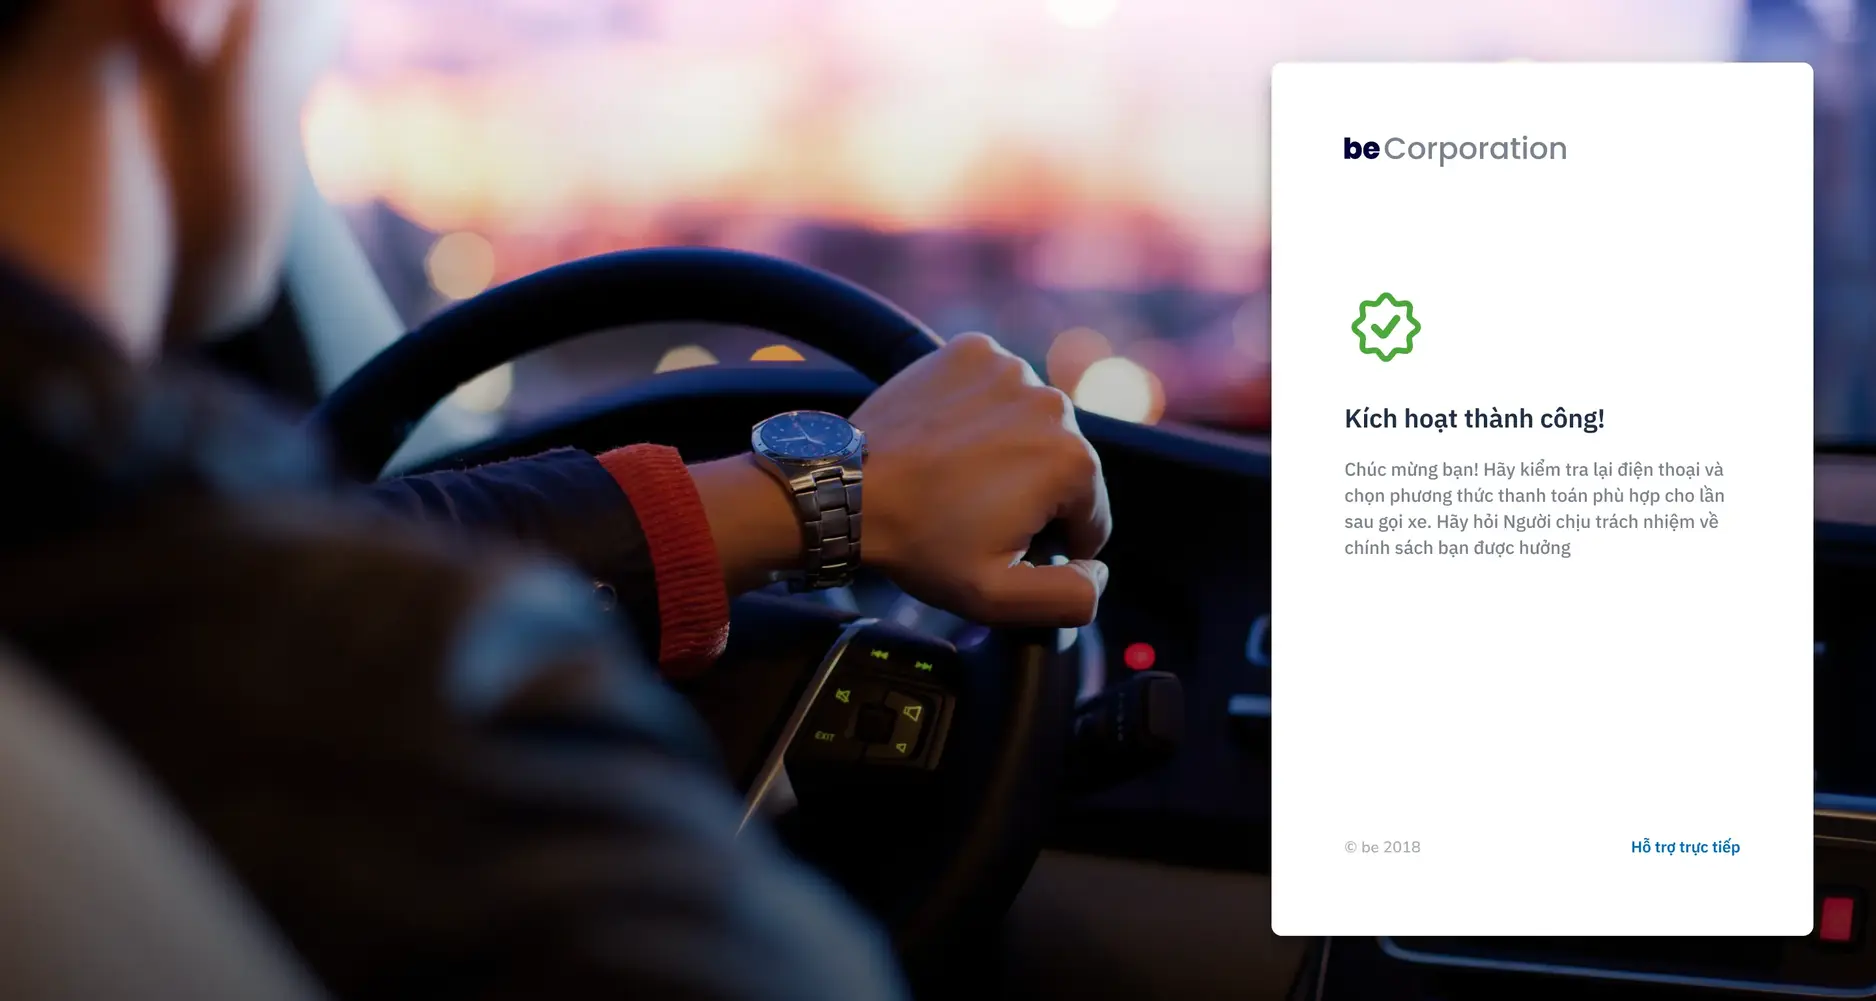 be Corporation
Kích hoạt thành công!
Chúc mừng bạn! Hãy kiểm tra lại điện thoại và
chọn phương thức thanh toán phù hợp cho lần
sau gọi xe. Hãy hỏi Người chịu trách nhiệm về
chính sách bạn được hưởng
© be 2018
Hỗ trợ trực tiếp
EXIT